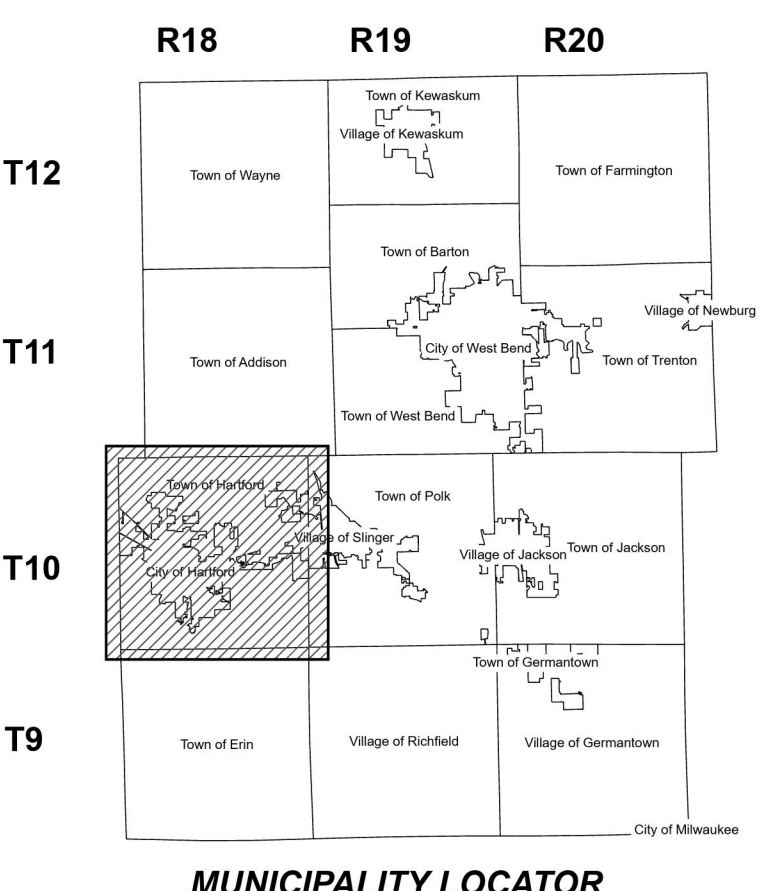 R18 R19 R20
T12
Town of Kewaskum
Village of Kewaskum
Town of Wayne
Town of Farmington
T11
Town of Barton
Village of Newburg
City of West Bend
Town of Addison
Town of Trenton
Town of West Bend
T10
Town of Hartford
Town of Polk
Village of Slinger
Village of Jackson
Town of Jackson
City of Hartford
T9
Town of Germantown
Town of Erin
Village of Richfield
Village of Germantown
City of Milwaukee
MUNICIPALITY LOCATOR